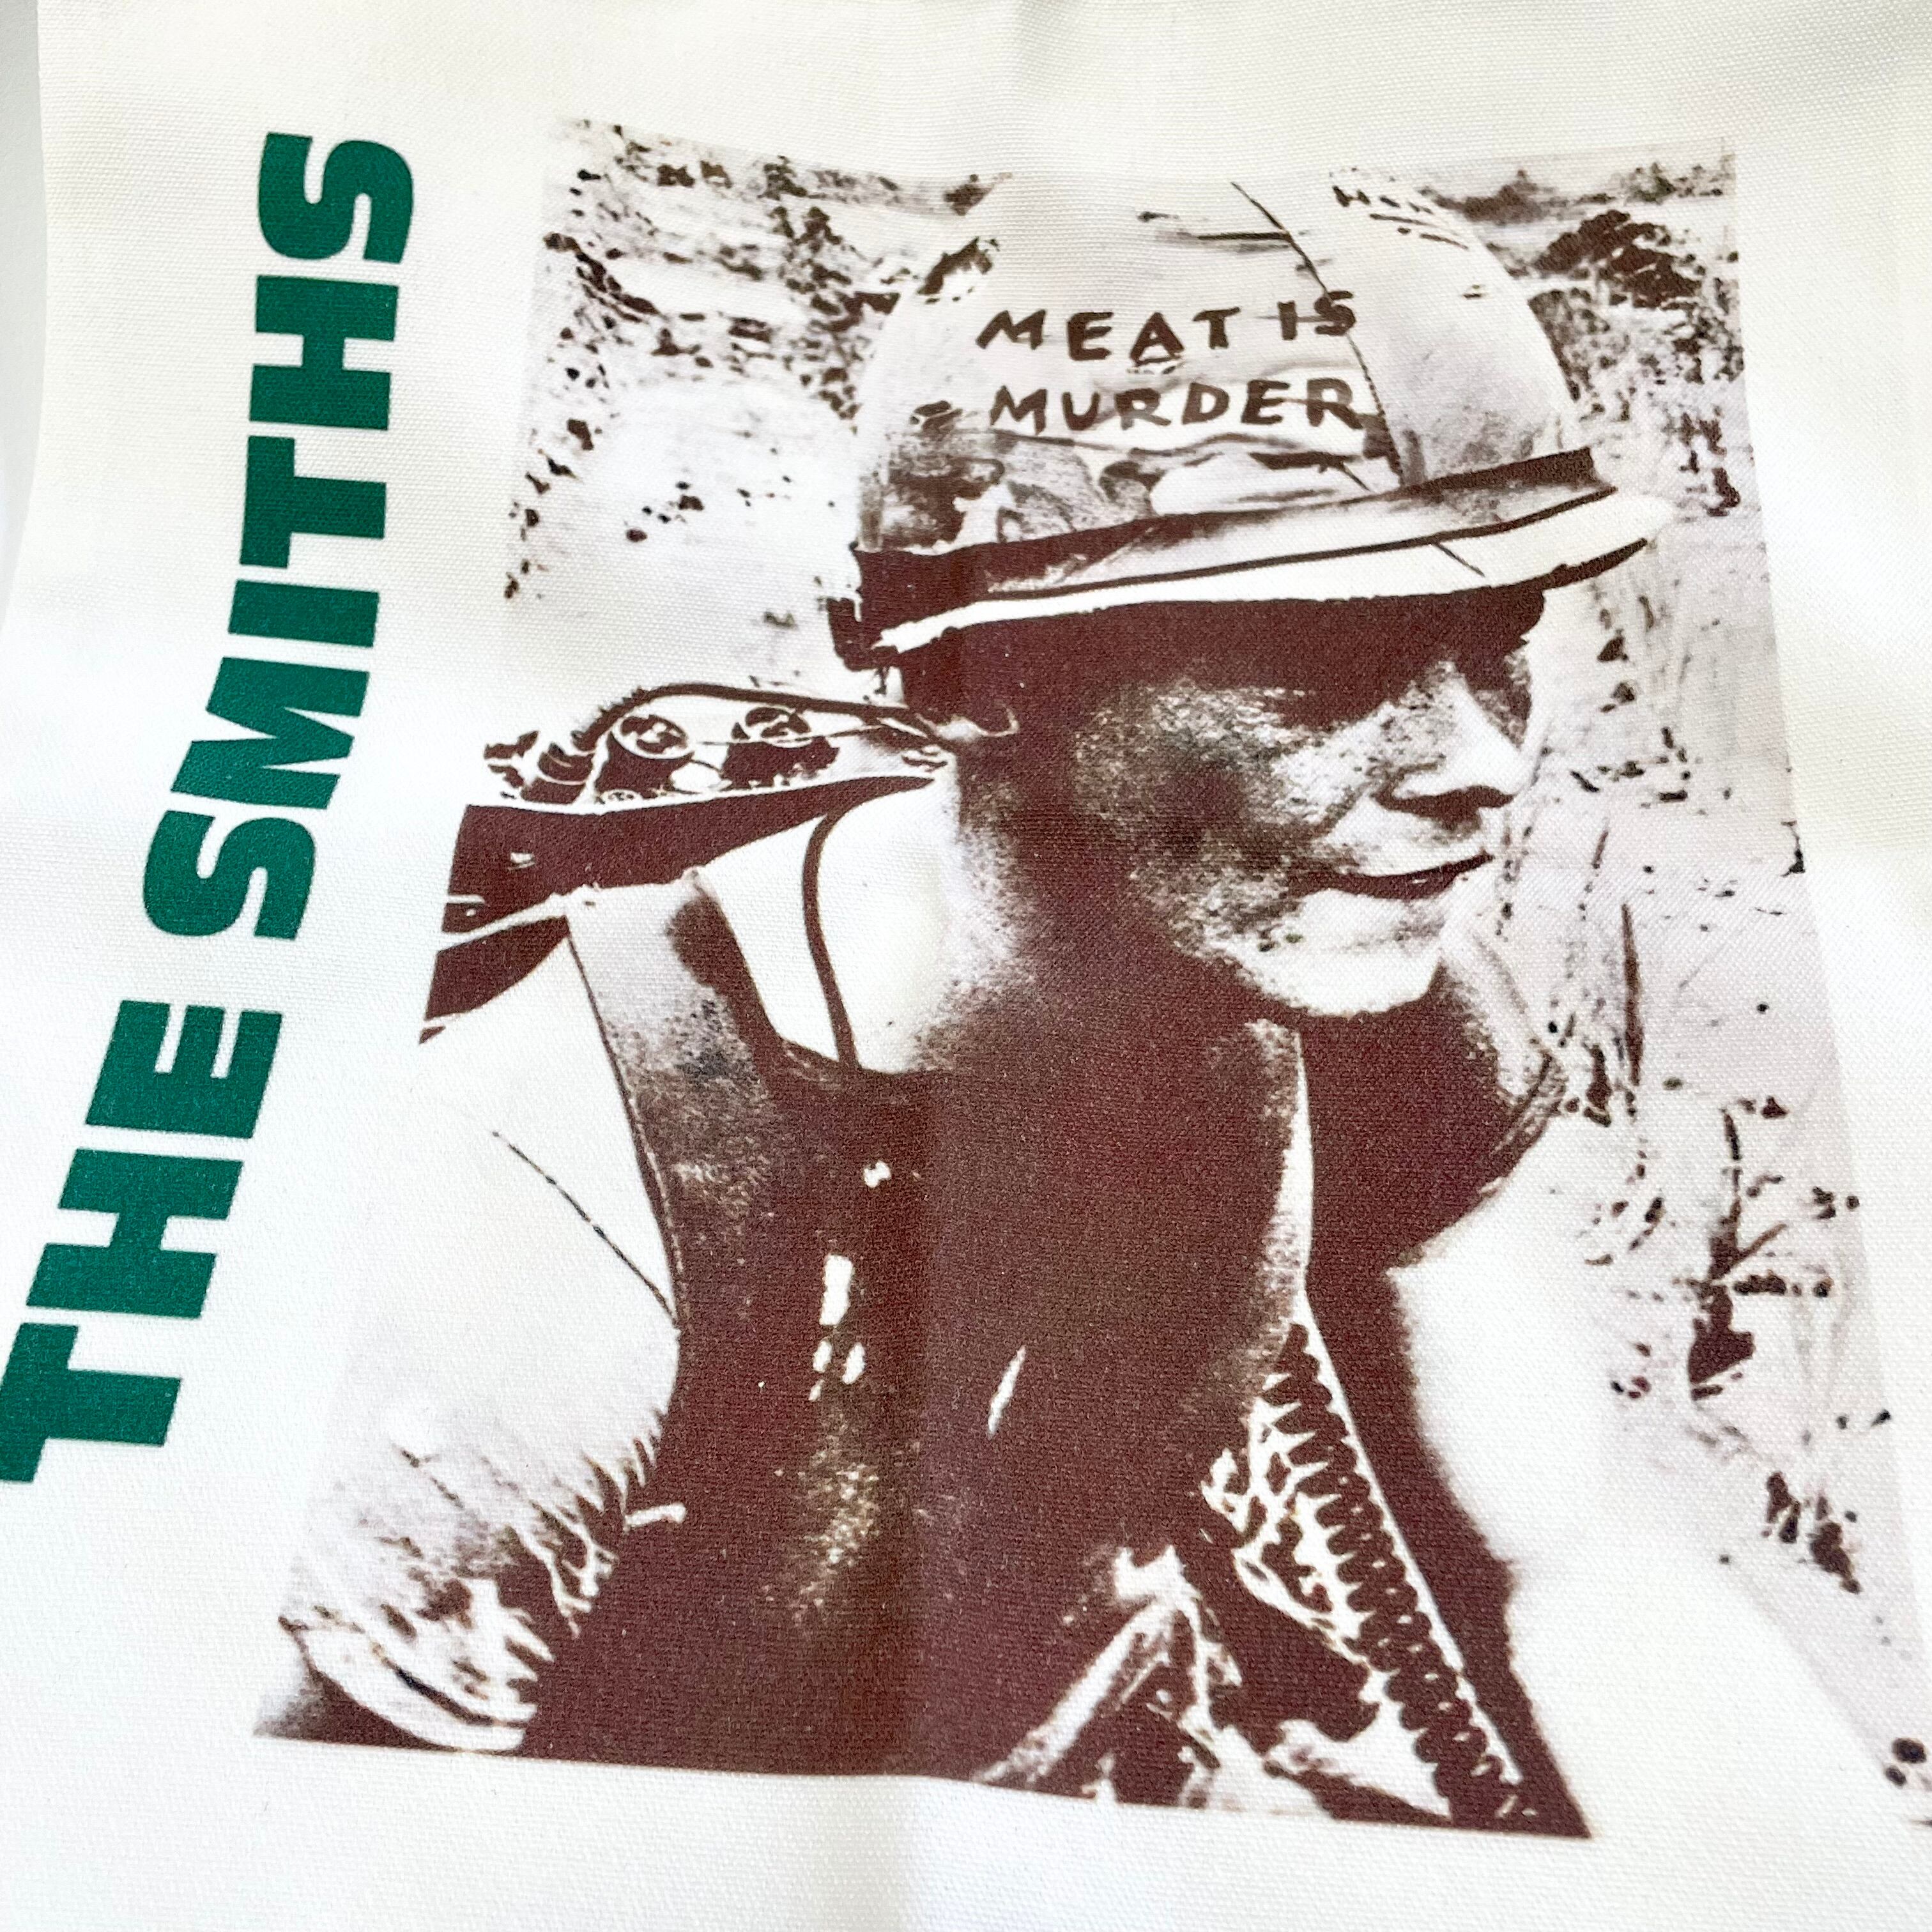 THE SMITHS
MEAT IS
MURDER